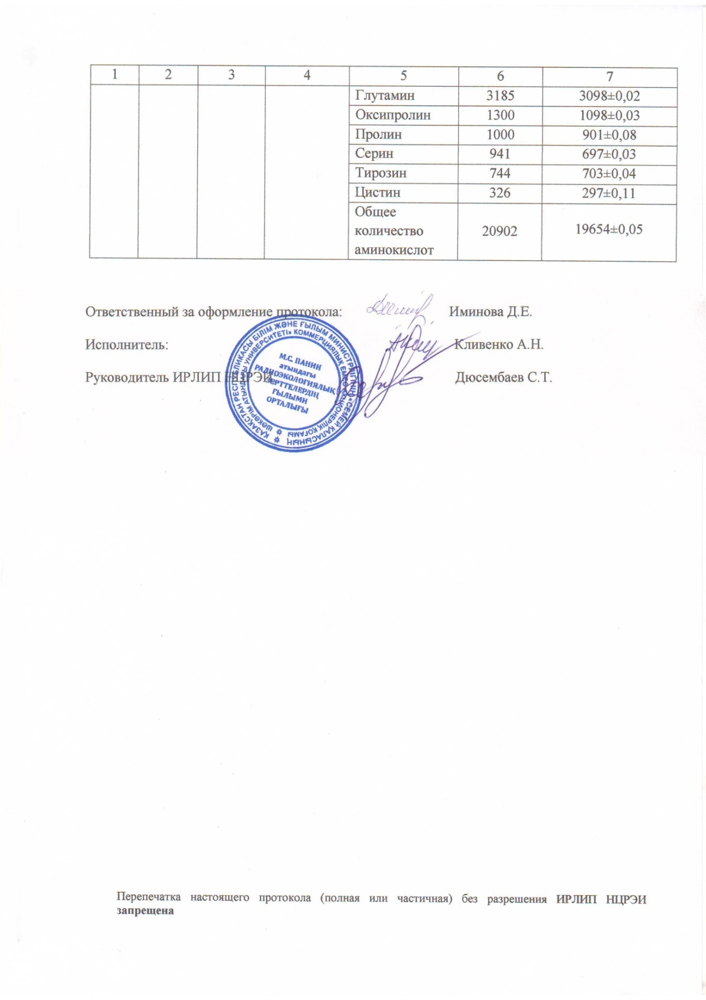 1 2 3 4 5 6 7
Глутамин 3185 3098±0,02
Оксипролин 1300 1098±0,03
Пролин 1000 901±0,08
Серин 941 697±0,03
Тирозин 744 703±0,04
Цистин 326 297±0,11
Общее
количество 20902 19654±0,05
аминокислот
Ответственный за оформление протокола: Иминова Д.Е.
Исполнитель: Кливенко А.Н.
Руководитель ИРЛИП НЦРЭИ Дюсембаев С.Т.
ҚАЗАҚСТАН РЕСПУБЛИКАСЫ БІЛІМ ЖӘНЕ ҒЫЛЫМ МИНИСТРЛІГІНІҢ «СЕМЕЙ ҚАЛАСЫНЫҢ
ШӘКӘРІМ АТЫНДАҒЫ УНИВЕРСИТЕТІ» КОММЕРЦИЯЛЫҚ ЕМЕС АКЦИОНЕРЛІК ҚОҒАМЫ
М.С. ПАНИН
атындағы
РАДИОЭКОЛОГИЯЛЫҚ
ЗЕРТТЕЛЕРДІҢ
ҒЫЛЫМИ
ОРТАЛЫҒЫ
Перепечатка настоящего протокола (полная или частичная) без разрешения ИРЛИП НЦРЭИ
запрещена